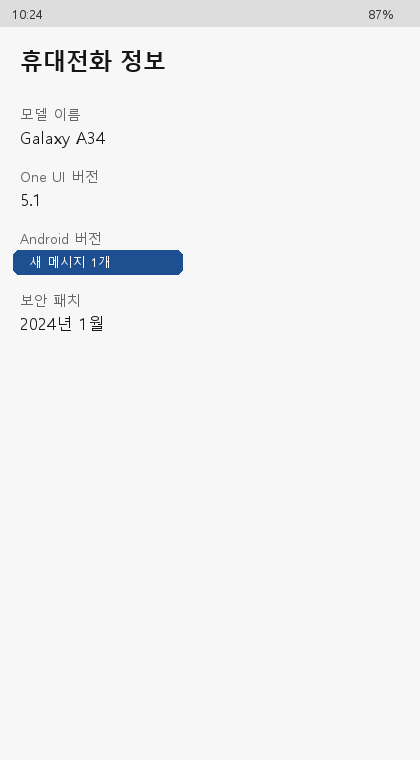 10:24 87%
휴대전화 정보
모델 이름
Galaxy A34
One UI 버전
5.1
Android 버전
새 메시지 1개
보안 패치
2024년 1월